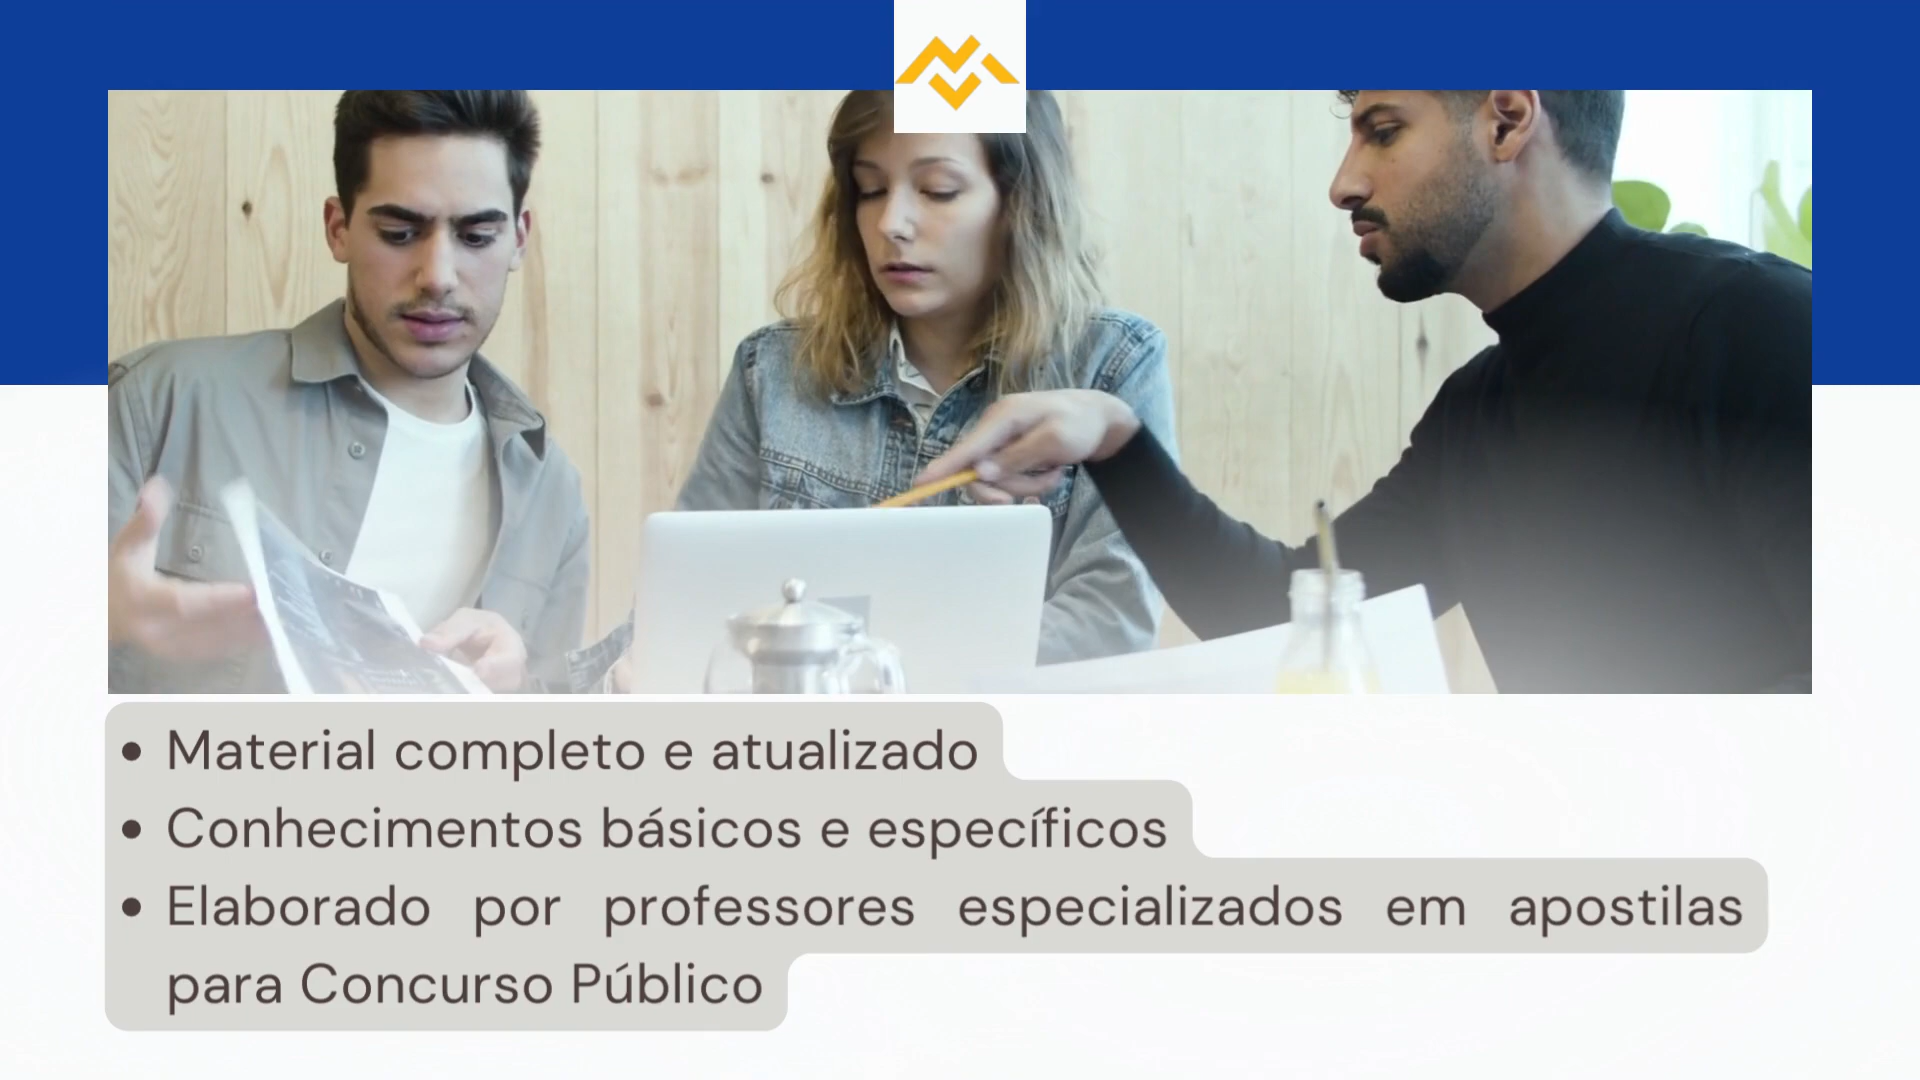 • Material completo e atualizado
• Conhecimentos básicos e específicos
• Elaborado por professores especializados em apostilas
para Concurso Público